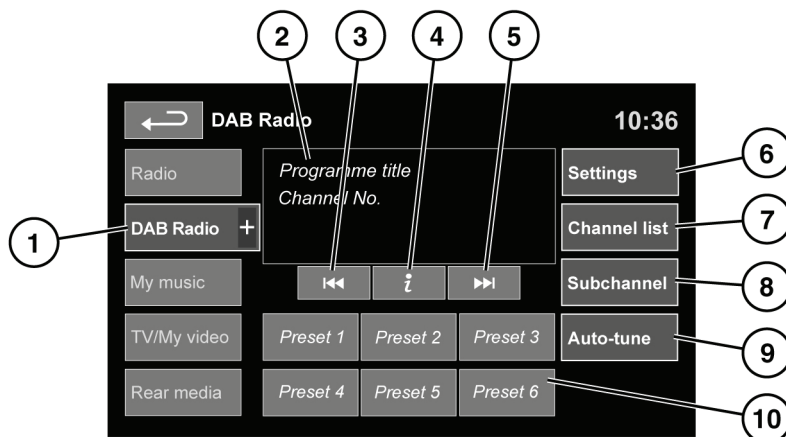 2 3 4 5
DAB Radio 10:36
6
Radio Programme title Settings
Channel No.
7
1 DAB Radio + Channel list
My music i Subchannel
8
TV/My video Preset 1 Preset 2 Preset 3 Auto-tune
9
Rear media Preset 4 Preset 5 Preset 6
10